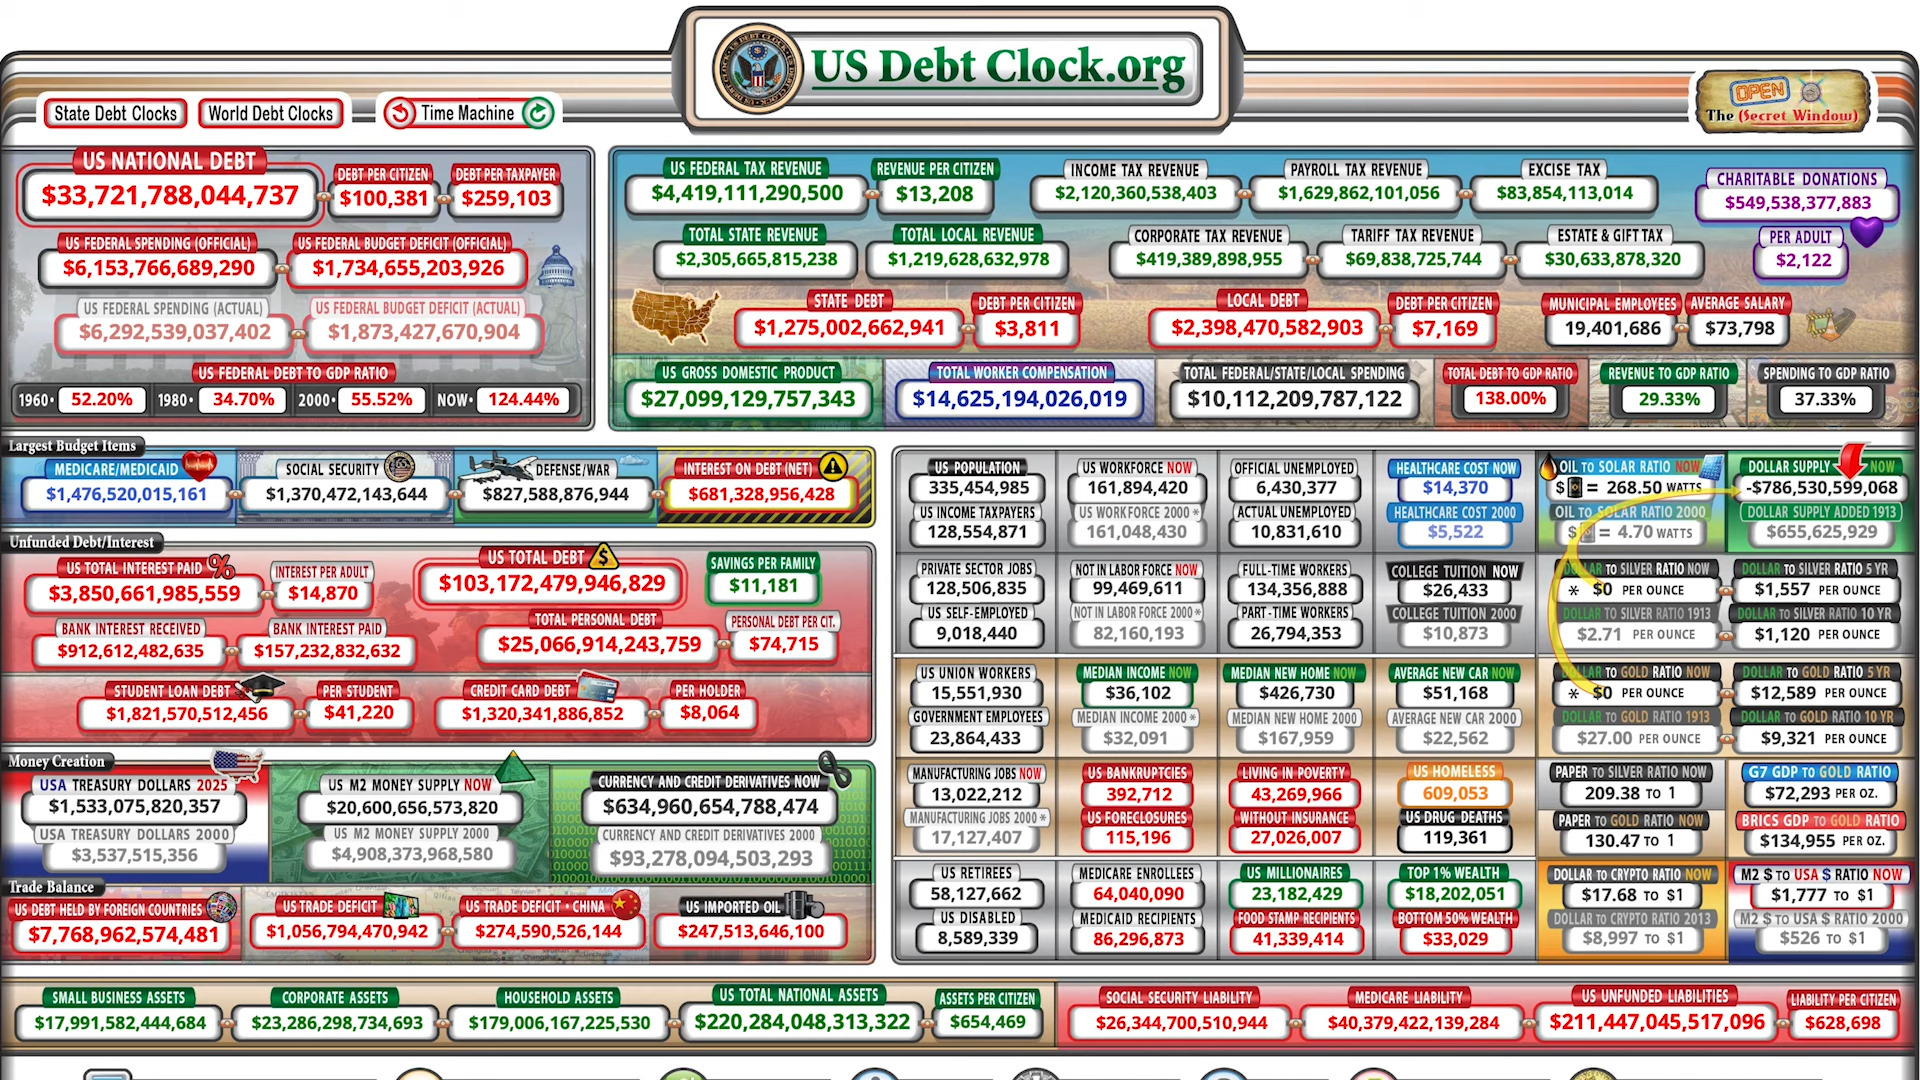 US Debt Clock.org
State Debt Clocks
World Debt Clocks
Time Machine
OPEN
The (Secret Window)
US NATIONAL DEBT
$33,721,788,044,737
DEBT PER CITIZEN
$100,381
DEBT PER TAXPAYER
$259,103
US FEDERAL SPENDING (OFFICIAL)
$6,153,766,689,290
US FEDERAL BUDGET DEFICIT (OFFICIAL)
$1,734,655,203,926
US FEDERAL SPENDING (ACTUAL)
$6,292,539,037,402
US FEDERAL BUDGET DEFICIT (ACTUAL)
$1,873,427,670,904
US FEDERAL DEBT TO GDP RATIO
1960• 52.20%
1980• 34.70%
2000• 55.52%
NOW• 124.44%
US FEDERAL TAX REVENUE
$4,419,111,290,500
REVENUE PER CITIZEN
$13,208
INCOME TAX REVENUE
$2,120,360,538,403
PAYROLL TAX REVENUE
$1,629,862,101,056
EXCISE TAX
$83,854,113,014
CHARITABLE DONATIONS
$549,538,377,883
TOTAL STATE REVENUE
$2,305,665,815,238
TOTAL LOCAL REVENUE
$1,219,628,632,978
CORPORATE TAX REVENUE
$419,389,898,955
TARIFF TAX REVENUE
$69,838,725,744
ESTATE & GIFT TAX
$30,633,878,320
PER ADULT
$2,122
STATE DEBT
$1,275,002,662,941
DEBT PER CITIZEN
$3,811
LOCAL DEBT
$2,398,470,582,903
DEBT PER CITIZEN
$7,169
MUNICIPAL EMPLOYEES
19,401,686
AVERAGE SALARY
$73,798
US GROSS DOMESTIC PRODUCT
$27,099,129,757,343
TOTAL WORKER COMPENSATION
$14,625,194,026,019
TOTAL FEDERAL/STATE/LOCAL SPENDING
$10,112,209,787,122
TOTAL DEBT TO GDP RATIO
138.00%
REVENUE TO GDP RATIO
29.33%
SPENDING TO GDP RATIO
37.33%
Largest Budget Items
MEDICARE/MEDICAID
$1,476,520,015,161
SOCIAL SECURITY
$1,370,472,143,644
DEFENSE/WAR
$827,588,876,944
INTEREST ON DEBT (NET)
$681,328,956,428
Unfunded Debt/Interest
US TOTAL INTEREST PAID
$3,850,661,985,559
INTEREST PER ADULT
$14,870
US TOTAL DEBT
$103,172,479,946,829
SAVINGS PER FAMILY
$11,181
BANK INTEREST RECEIVED
$912,612,482,635
BANK INTEREST PAID
$157,232,832,632
TOTAL PERSONAL DEBT
$25,066,914,243,759
PERSONAL DEBT PER CIT.
$74,715
STUDENT LOAN DEBT
$1,821,570,512,456
PER STUDENT
$41,220
CREDIT CARD DEBT
$1,320,341,886,852
PER HOLDER
$8,064
Money Creation
USA TREASURY DOLLARS 2025
$1,533,075,820,357
USA TREASURY DOLLARS 2000
$3,537,515,356
US M2 MONEY SUPPLY NOW
$20,600,656,573,820
US M2 MONEY SUPPLY 2000
$4,908,373,968,580
CURRENCY AND CREDIT DERIVATIVES NOW
$634,960,654,788,474
CURRENCY AND CREDIT DERIVATIVES 2000
$93,278,094,503,293
Trade Balance
US DEBT HELD BY FOREIGN COUNTRIES
$7,768,962,574,481
US TRADE DEFICIT
$1,056,794,470,942
US TRADE DEFICIT • CHINA
$274,590,526,144
US IMPORTED OIL
$247,513,646,100
US POPULATION
335,454,985
US INCOME TAXPAYERS
128,554,871
US WORKFORCE NOW
161,894,420
US WORKFORCE 2000 *
161,048,430
OFFICIAL UNEMPLOYED
6,430,377
ACTUAL UNEMPLOYED
10,831,610
HEALTHCARE COST NOW
$14,370
HEALTHCARE COST 2000
$5,522
OIL TO SOLAR RATIO NOW
$ = 268.50 WATTS
OIL TO SOLAR RATIO 2000
$ = 4.70 WATTS
DOLLAR SUPPLY NOW
-$786,530,599,068
DOLLAR SUPPLY ADDED 1913
$655,625,929
PRIVATE SECTOR JOBS
128,506,835
US SELF-EMPLOYED
9,018,440
NOT IN LABOR FORCE NOW
99,469,611
NOT IN LABOR FORCE 2000 *
82,160,193
FULL-TIME WORKERS
134,356,888
PART-TIME WORKERS
26,794,353
COLLEGE TUITION NOW
$26,433
COLLEGE TUITION 2000
$10,873
DOLLAR TO SILVER RATIO NOW
* $0 PER OUNCE
DOLLAR TO SILVER RATIO 1913
$2.71 PER OUNCE
DOLLAR TO SILVER RATIO 5 YR
$1,557 PER OUNCE
DOLLAR TO SILVER RATIO 10 YR
$1,120 PER OUNCE
US UNION WORKERS
15,551,930
GOVERNMENT EMPLOYEES
23,864,433
MEDIAN INCOME NOW
$36,102
MEDIAN INCOME 2000 *
$32,091
MEDIAN NEW HOME NOW
$426,730
MEDIAN NEW HOME 2000
$167,959
AVERAGE NEW CAR NOW
$51,168
AVERAGE NEW CAR 2000
$22,562
DOLLAR TO GOLD RATIO NOW
* $0 PER OUNCE
DOLLAR TO GOLD RATIO 1913
$27.00 PER OUNCE
DOLLAR TO GOLD RATIO 5 YR
$12,589 PER OUNCE
DOLLAR TO GOLD RATIO 10 YR
$9,321 PER OUNCE
MANUFACTURING JOBS NOW
13,022,212
MANUFACTURING JOBS 2000 *
17,127,407
US BANKRUPTCIES
392,712
US FORECLOSURES
115,196
LIVING IN POVERTY
43,269,966
WITHOUT INSURANCE
27,026,007
US HOMELESS
609,053
US DRUG DEATHS
119,361
PAPER TO SILVER RATIO NOW
209.38 TO 1
PAPER TO GOLD RATIO NOW
130.47 TO 1
G7 GDP TO GOLD RATIO
$72,293 PER OZ.
BRICS GDP TO GOLD RATIO
$134,955 PER OZ.
US RETIREES
58,127,662
US DISABLED
8,589,339
MEDICARE ENROLLEES
64,040,090
MEDICAID RECIPIENTS
86,296,873
US MILLIONAIRES
23,182,429
FOOD STAMP RECIPIENTS
41,339,414
TOP 1% WEALTH
$18,202,051
BOTTOM 50% WEALTH
$33,029
DOLLAR TO CRYPTO RATIO NOW
$17.68 TO $1
DOLLAR TO CRYPTO RATIO 2013
$8,997 TO $1
M2 $ TO USA $ RATIO NOW
$1,777 TO $1
M2 $ TO USA $ RATIO 2000
$526 TO $1
SMALL BUSINESS ASSETS
$17,991,582,444,684
CORPORATE ASSETS
$23,286,298,734,693
HOUSEHOLD ASSETS
$179,006,167,225,530
US TOTAL NATIONAL ASSETS
$220,284,048,313,322
ASSETS PER CITIZEN
$654,469
SOCIAL SECURITY LIABILITY
$26,344,700,510,944
MEDICARE LIABILITY
$40,379,422,139,284
US UNFUNDED LIABILITIES
$211,447,045,517,096
LIABILITY PER CITIZEN
$628,698